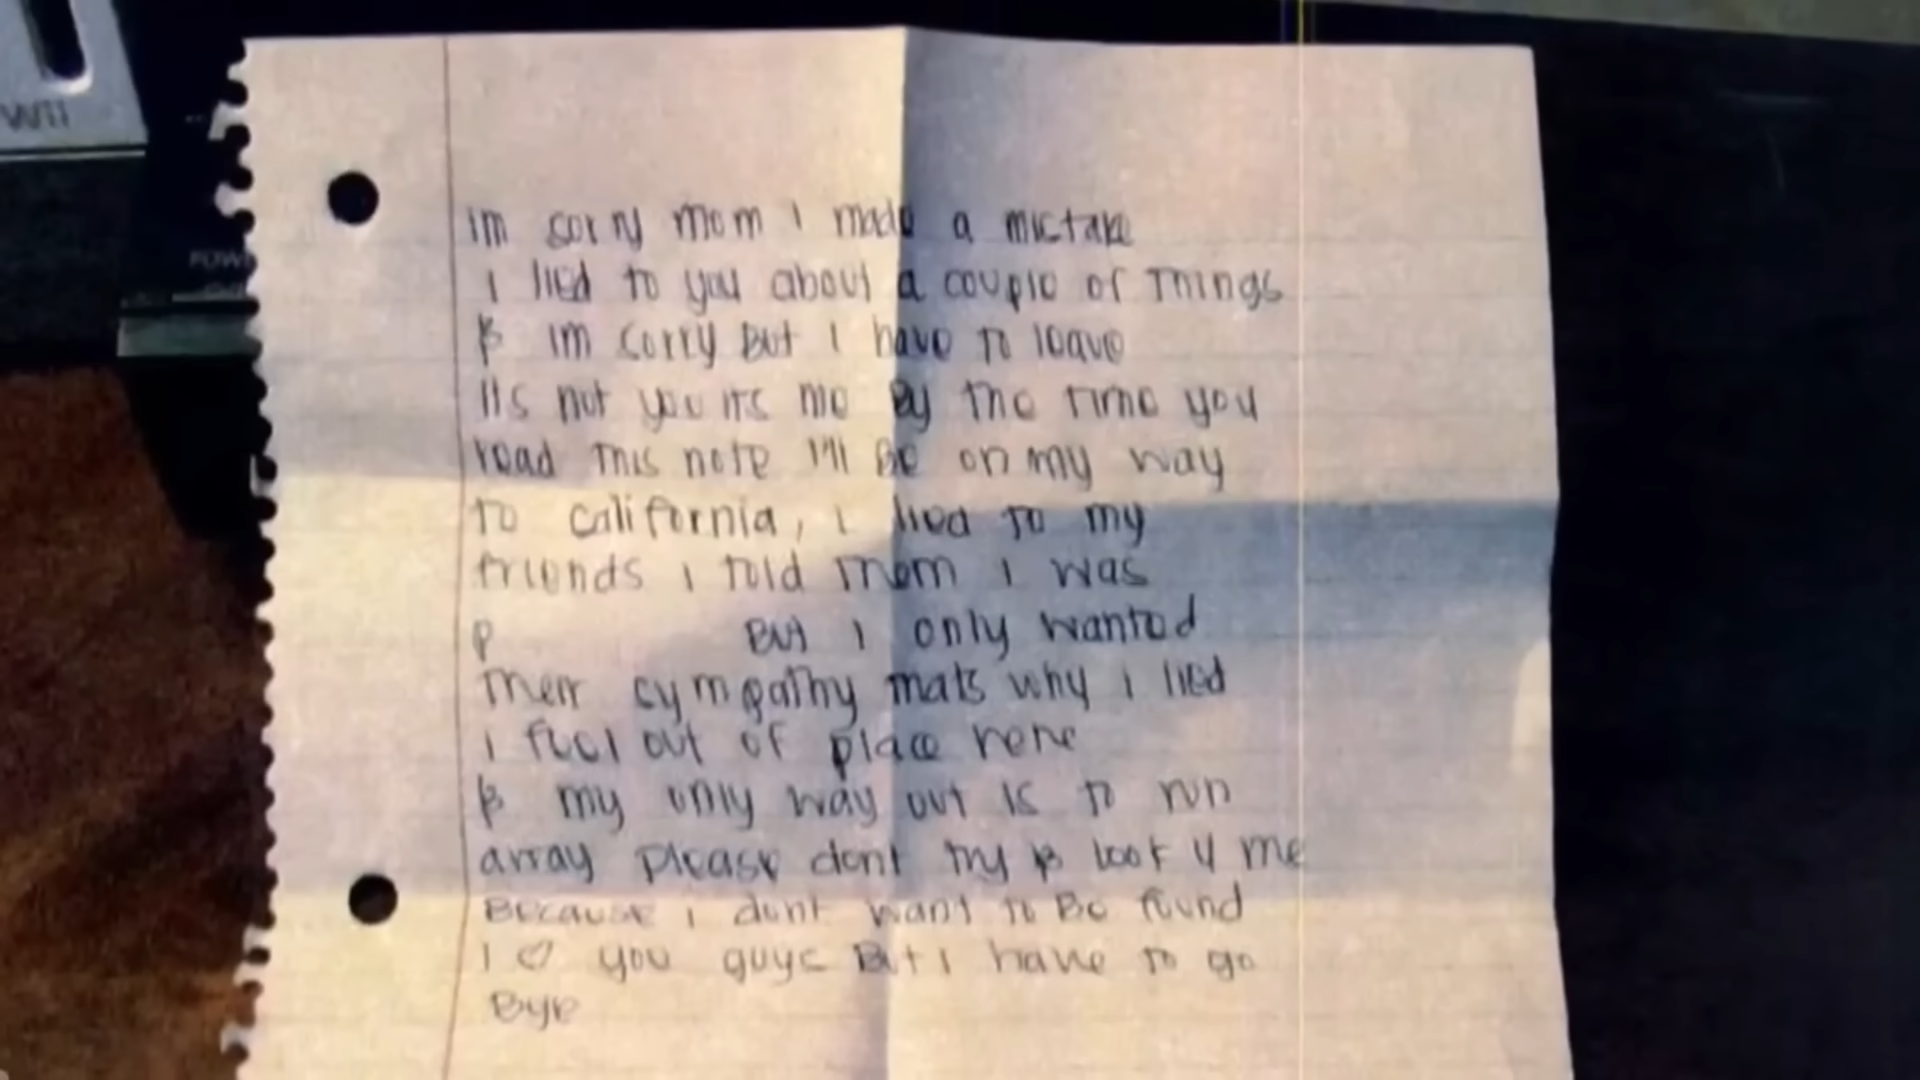 Wii
POW
im sorry mom i made a mistake
i lied to you about a couple of things
& im sorry But i have to leave
its not you its me By the time you
read this note i'll Be on my way
to california, i lied to my
friends i told them i was
p But i only wanted
their sympathy thats why i lied
i feel out of place here
& my only way out is to run
away please dont try & look 4 me
Because i dont want to Be found
I ♡ you guys But i have to go
Bye